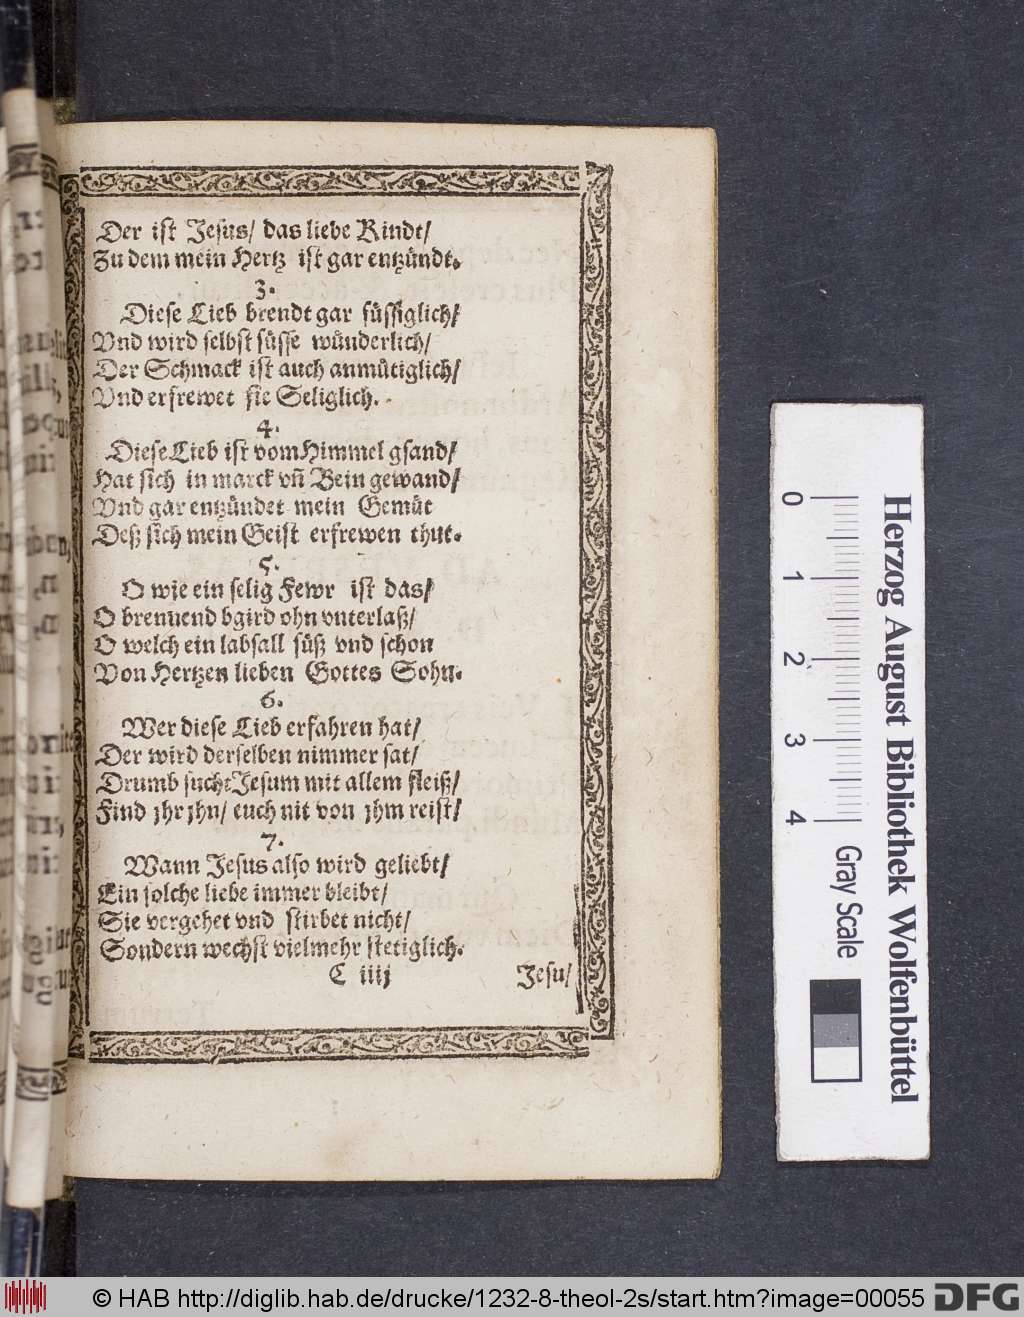 Der ist Jesus/ das liebe Kindt/
Zu dem mein Hertz ist gar entzündt.
3.
Diese Lieb brendt gar süssiglich/
Vnd wird selbst süsse wünderlich/
Der Schmack ist auch anmütiglich/
Vnd erfrewet sie Seliglich.
4.
Diese Lieb ist vom Himmel gsand/
Hat sich in marck vñ Bein gewand/
Vnd gar entzündet mein Gemüt
Deß sich mein Geist erfrewen thut.
5.
O wie ein selig Fewr ist das/
O brennend bgird ohn vnterlaß/
O welch ein labsall süß vnd schon
Von Hertzen lieben Gottes Sohn.
6.
Wer diese Lieb erfahren hat/
Der wird derselben nimmer sat/
Drumb sucht Jesum mit allem fleiß/
Find jhr jhn/ euch nit von jhm reist/
7.
Wann Jesus also wird geliebt/
Ein solche liebe immer bleibt/
Sie vergehet vnd stirbet nicht/
Sondern wechst vielmehr stetiglich.
C iiij Jesu/
Herzog August Bibliothek Wolfenbüttel
0 1 2 3 4 Gray Scale
© HAB http://diglib.hab.de/drucke/1232-8-theol-2s/start.htm?image=00055 DFG